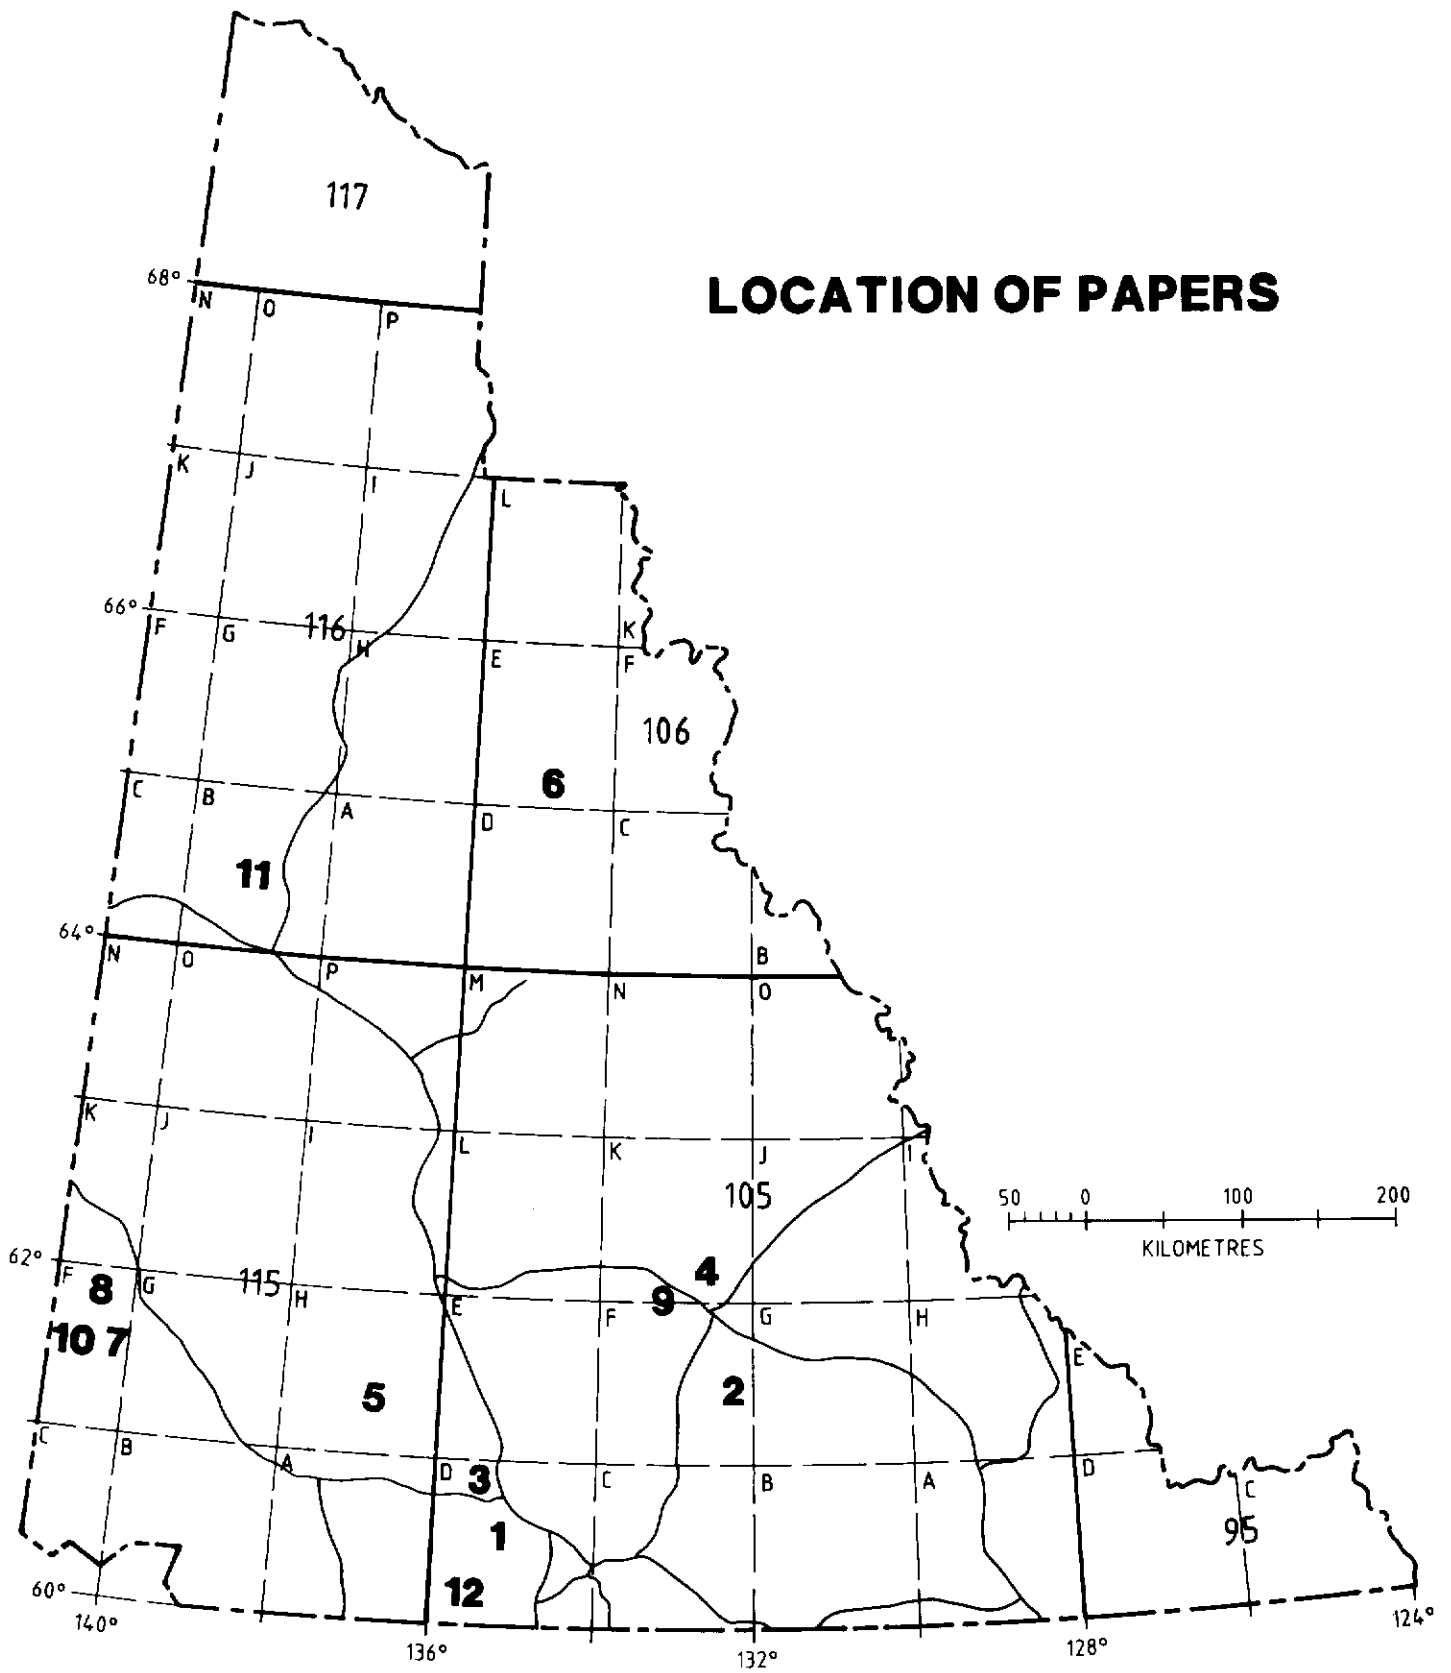 117
68°
LOCATION OF PAPERS
N O P
K J I L
66°
F G 116 H E K
F
106
6
C B A D C
11
64°
N O P M N B
O
K J I L K J I
105
50 0 100 200
KILOMETRES
62°
F 8 G 115 H E 9 F 4 G H
10 7
E
5 2
C B A D 3 C B A D C
95
1
12
60°
140° 136° 132° 128° 124°